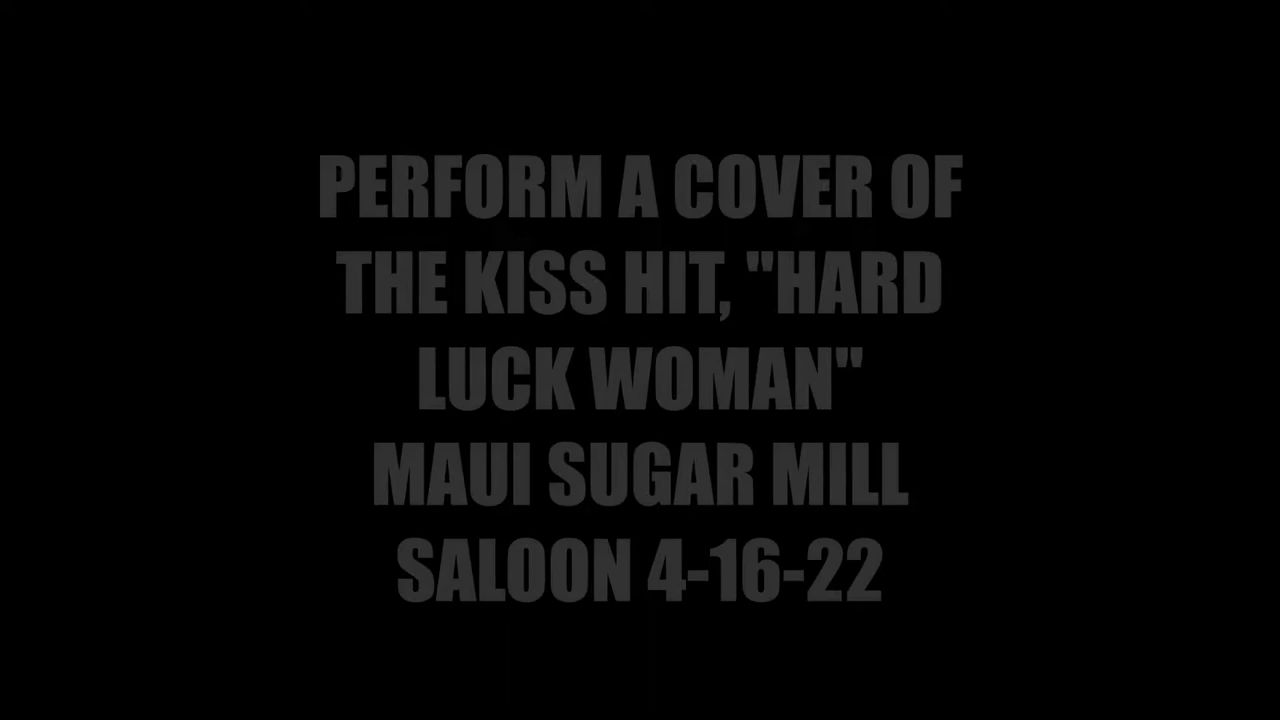 PERFORM A COVER OF
THE KISS HIT, "HARD
LUCK WOMAN"
MAUI SUGAR MILL
SALOON 4-16-22